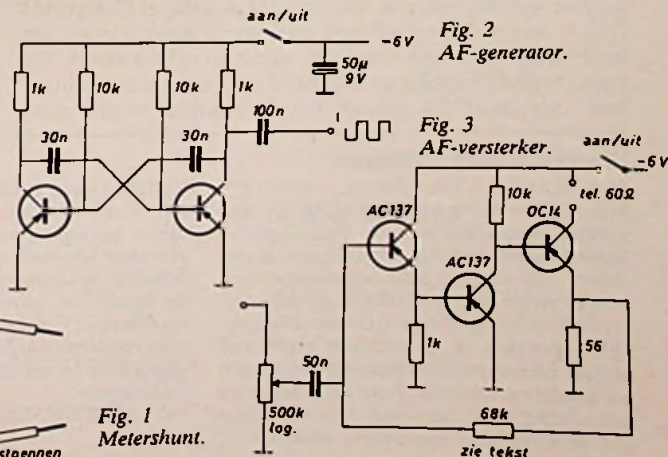 aan/uit
-6V
Fig. 2
AF-generator.
50µ
9V
1k
10k
10k
1k
100n
30n
30n
Fig. 3
AF-versterker.
aan/uit
-6V
10k
tel. 60Ω
AC137
OC14
AC137
1k
56
50n
500k
log.
68k
zie tekst
Fig. 1
Metershunt.